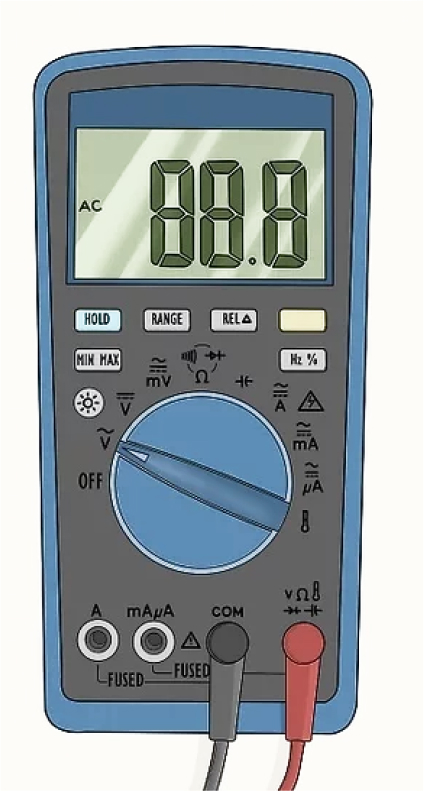 AC
88.8
HOLD RANGE REL△
MIN MAX Hz %
mV Ω
V A
V mA
OFF μA
A mAμA COM VΩ
FUSED FUSED